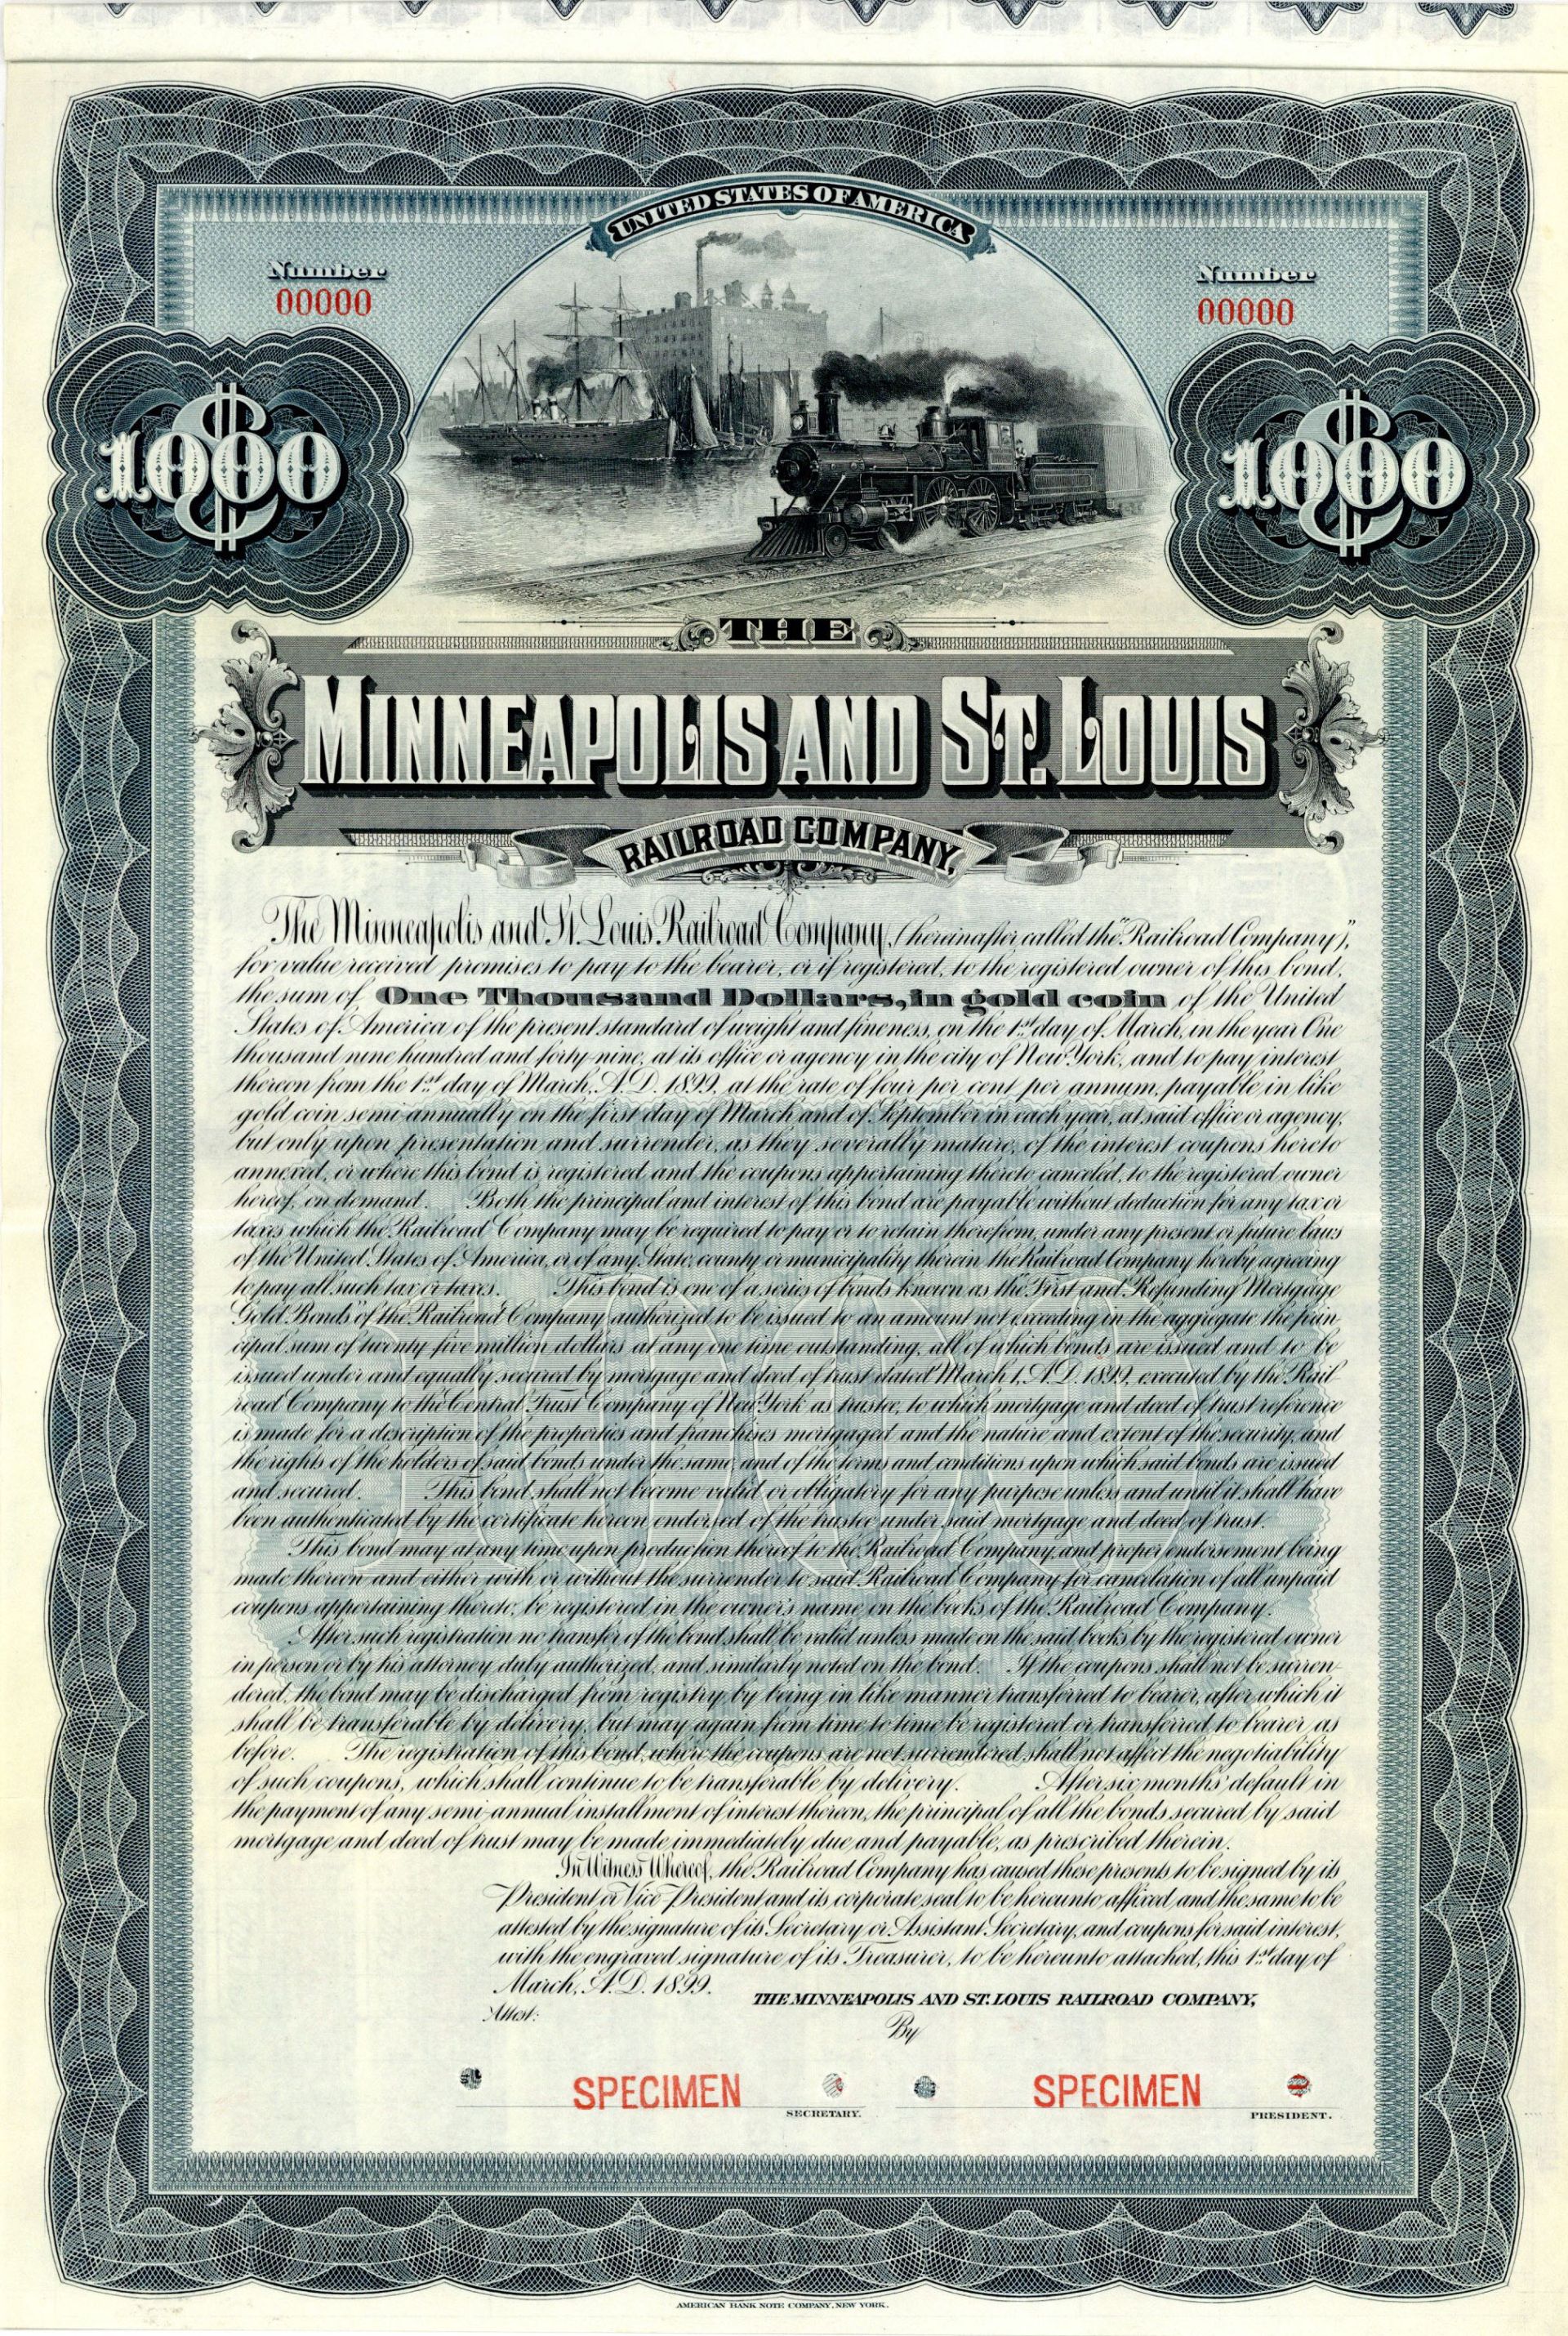 UNITED STATES OF AMERICA
Number
00000
Number
00000
$1000
$1000
THE
MINNEAPOLIS AND ST. LOUIS
RAILROAD COMPANY,
The Minneapolis and St. Louis Railroad Company, (hereinafter called the "Railroad Company"),
for value received promises to pay to the bearer, or if registered, to the registered owner of this bond,
the sum of One Thousand Dollars, in gold coin of the United
States of America of the present standard of weight and fineness, on the 1st day of March, in the year One
thousand nine hundred and forty-nine, at its office or agency in the city of New York, and to pay interest
thereon from the 1st day of March, A.D. 1899, at the rate of four per cent per annum, payable in like
gold coin semi-annually on the first day of March and of September in each year, at said office or agency,
but only upon presentation and surrender, as they severally mature, of the interest coupons hereto
annexed, or where this bond is registered and the coupons appertaining thereto canceled, to the registered owner
hereof, on demand. Both the principal and interest of this bond are payable without deduction for any tax or
taxes which the Railroad Company may be required to pay or to retain therefrom, under any present or future laws
of the United States of America, or of any State, county or municipality therein the Railroad Company hereby agreeing
to pay all such tax or taxes. This bond is one of a series of bonds known as the "First and Refunding Mortgage
Gold Bonds" of the Railroad Company authorized to be issued to an amount not exceeding in the aggregate the prin-
cipal sum of twenty five million dollars at any one time outstanding, all of which bonds are issued and to be
issued under and equally secured by mortgage and deed of trust dated March 1, A.D. 1899, executed by the Rail-
road Company to the Central Trust Company of New York as trustee, to which mortgage and deed of trust reference
is made for a description of the properties and franchises mortgaged and the nature and extent of the security, and
the rights of the holders of said bonds under the same, and of the terms and conditions upon which said bonds are issued
and secured. This bond shall not become valid or obligatory for any purpose unless and until it shall have
been authenticated by the certificate hereon endorsed of the trustee under said mortgage and deed of trust.
This bond may at any time upon production thereof to the Railroad Company, and proper endorsement being
made thereon and either with or without the surrender to said Railroad Company for cancelation of all unpaid
coupons appertaining thereto, be registered in the owner's name on the books of the Railroad Company.
After such registration no transfer of the bond shall be valid unless made on the said books by the registered owner
in person or by his attorney duly authorized, and similarly noted on the bond. If the coupons shall not be surren-
dered, the bond may be discharged from registry by being in like manner transferred to bearer, after which it
shall be transferable by delivery, but may again from time to time be registered or transferred to bearer as
before. The registration of this bond, where the coupons are not surrendered shall not affect the negotiability
of such coupons, which shall continue to be transferable by delivery. After six months' default in
the payment of any semi-annual installment of interest thereon, the principal of all the bonds secured by said
mortgage and deed of trust may be made immediately due and payable, as prescribed therein.
In Witness Whereof, the Railroad Company has caused these presents to be signed by its
President or Vice-President and its corporate seal to be hereunto affixed and the same to be
attested by the signature of its Secretary or Assistant Secretary, and coupons for said interest,
with the engraved signature of its Treasurer, to be hereunto attached, this 1st day of
March, A.D. 1899.
THE MINNEAPOLIS AND ST. LOUIS RAILROAD COMPANY,
Attest:
By
SPECIMEN
SECRETARY.
SPECIMEN
PRESIDENT.
AMERICAN BANK NOTE COMPANY, NEW YORK.